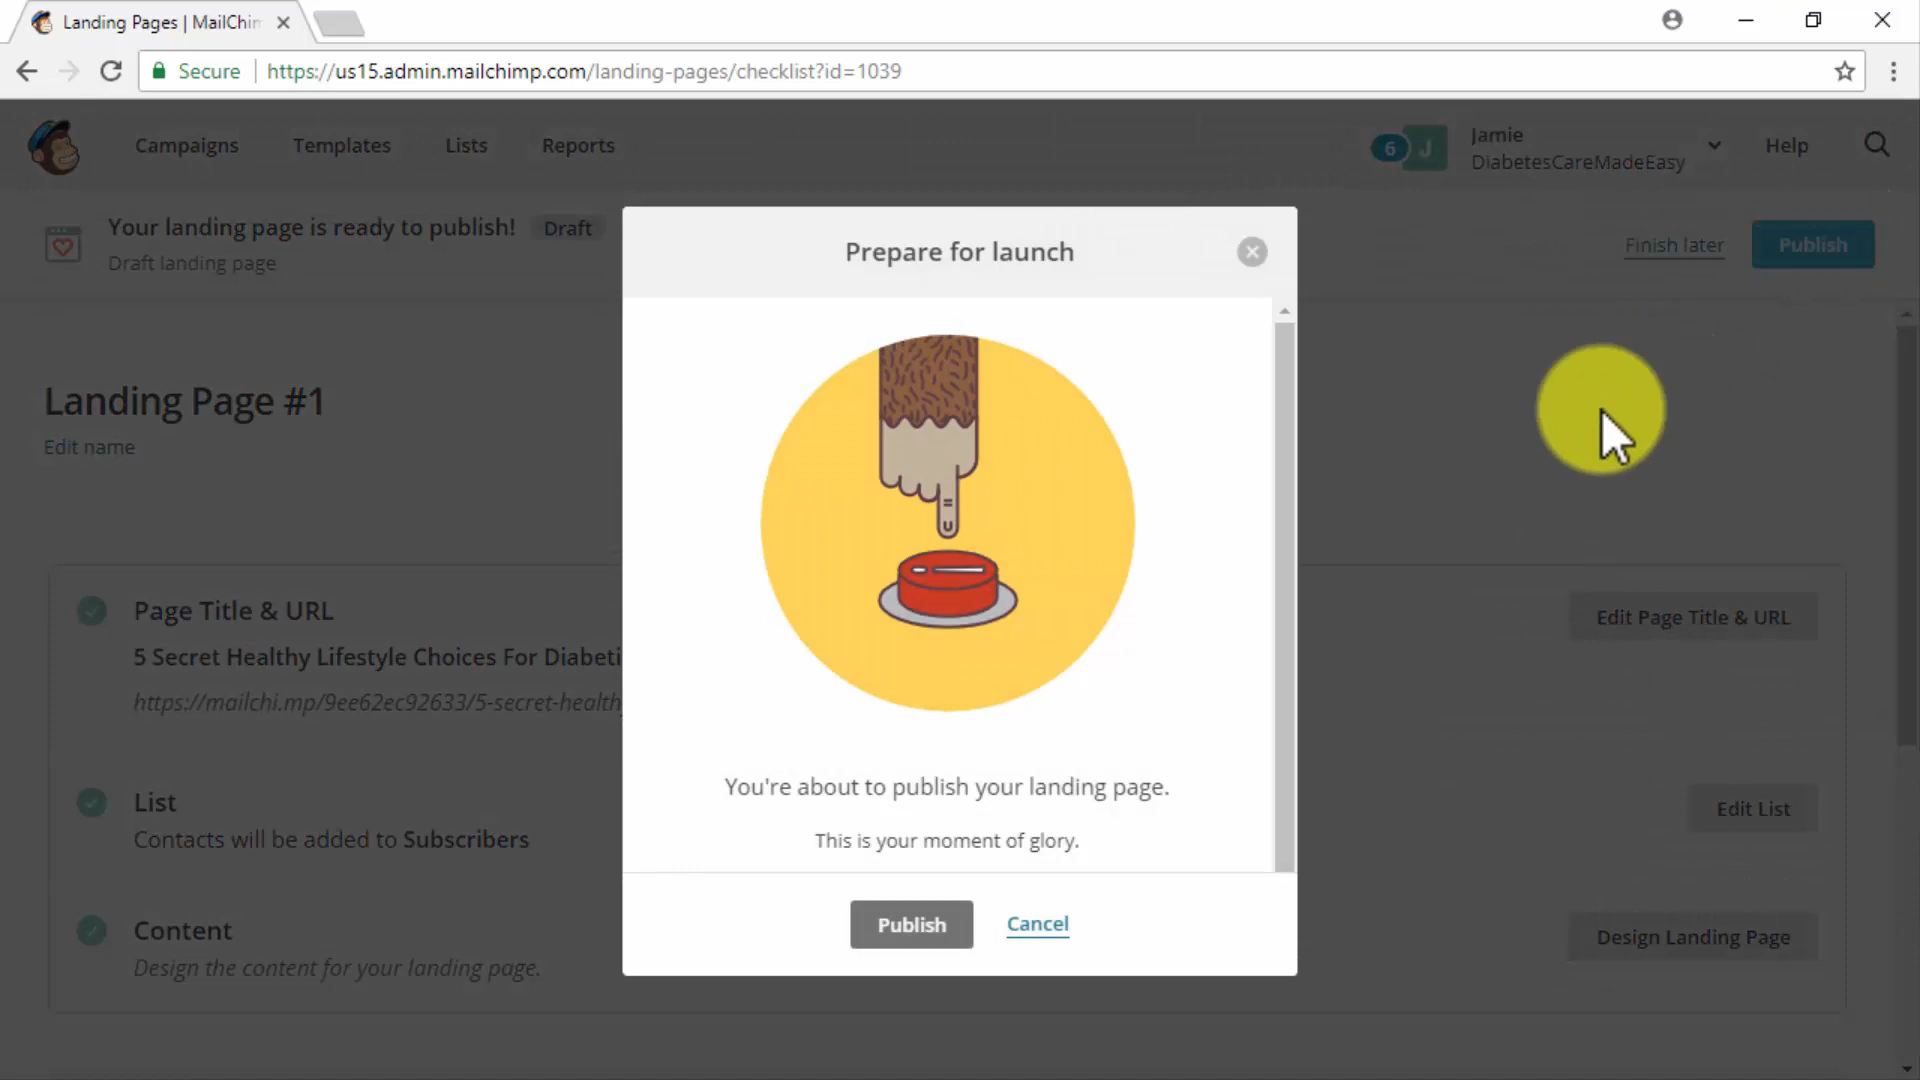 Landing Pages | MailChim
Secure https://us15.admin.mailchimp.com/landing-pages/checklist?id=1039
Campaigns Templates Lists Reports
6 J Jamie
DiabetesCareMadeEasy
Help
Your landing page is ready to publish! Draft
Draft landing page
Finish later Publish
Prepare for launch
Landing Page #1
Edit name
Page Title & URL
5 Secret Healthy Lifestyle Choices For Diabeti
https://mailchi.mp/9ee62ec92633/5-secret-healthy
Edit Page Title & URL
You're about to publish your landing page.
This is your moment of glory.
List
Contacts will be added to Subscribers
Edit List
Publish Cancel
Content
Design the content for your landing page.
Design Landing Page